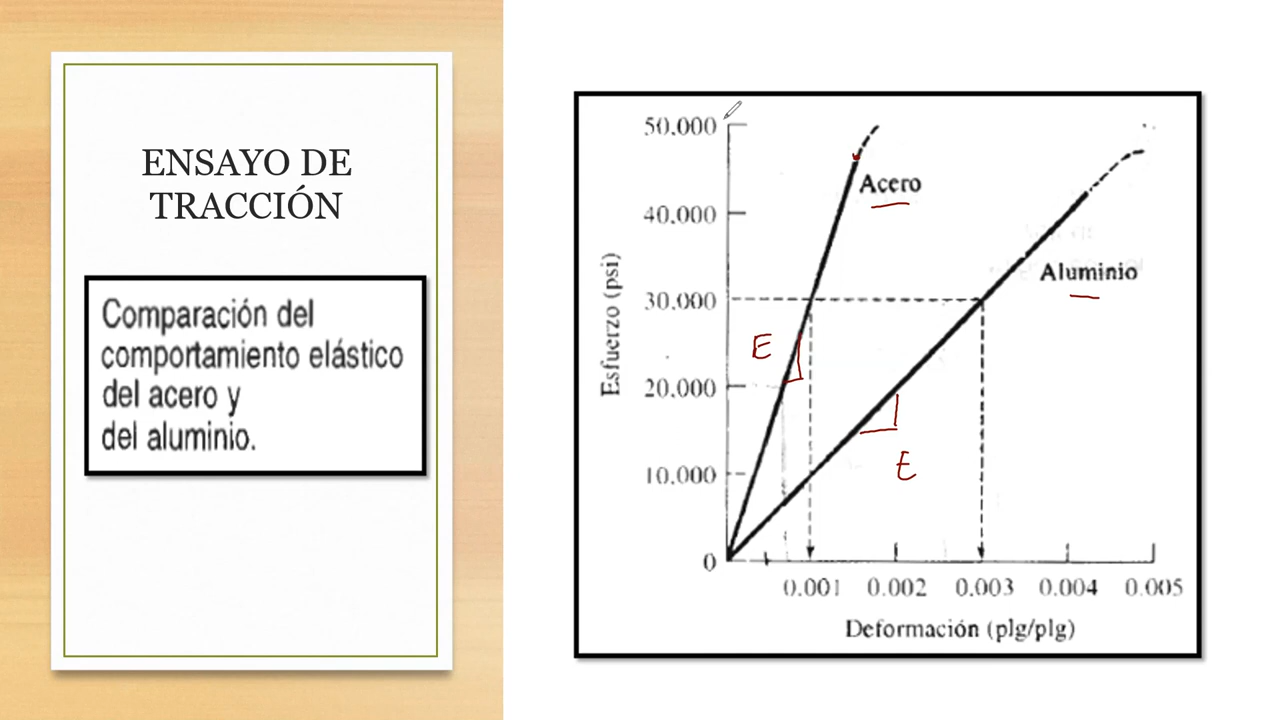 ENSAYO DE
TRACCIÓN
Comparación del
comportamiento elástico
del acero y
del aluminio.
50.000
Acero
40.000
Aluminio
30.000
E
20.000
E
10.000
0
0.001 0.002 0.003 0.004 0.005
Esfuerzo (psi)
Deformación (plg/plg)